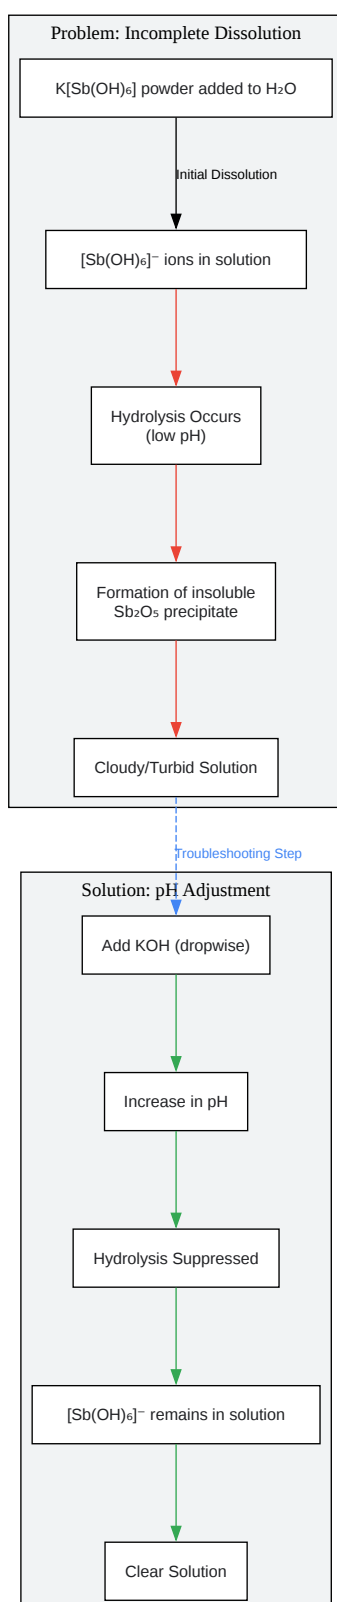 Problem: Incomplete Dissolution
K[Sb(OH)₆] powder added to H₂O
Initial Dissolution
[Sb(OH)₆]⁻ ions in solution
Hydrolysis Occurs
(low pH)
Formation of insoluble
Sb₂O₅ precipitate
Cloudy/Turbid Solution
Troubleshooting Step
Solution: pH Adjustment
Add KOH (dropwise)
Increase in pH
Hydrolysis Suppressed
[Sb(OH)₆]⁻ remains in solution
Clear Solution